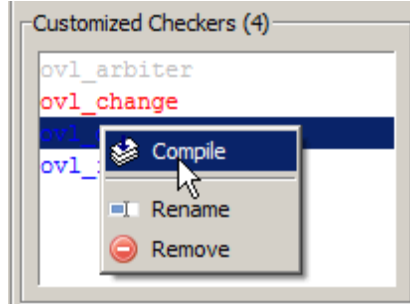 Customized Checkers (4)
ovl_arbiter
ovl_change
ovl_
Compile
ovl_
Rename
Remove